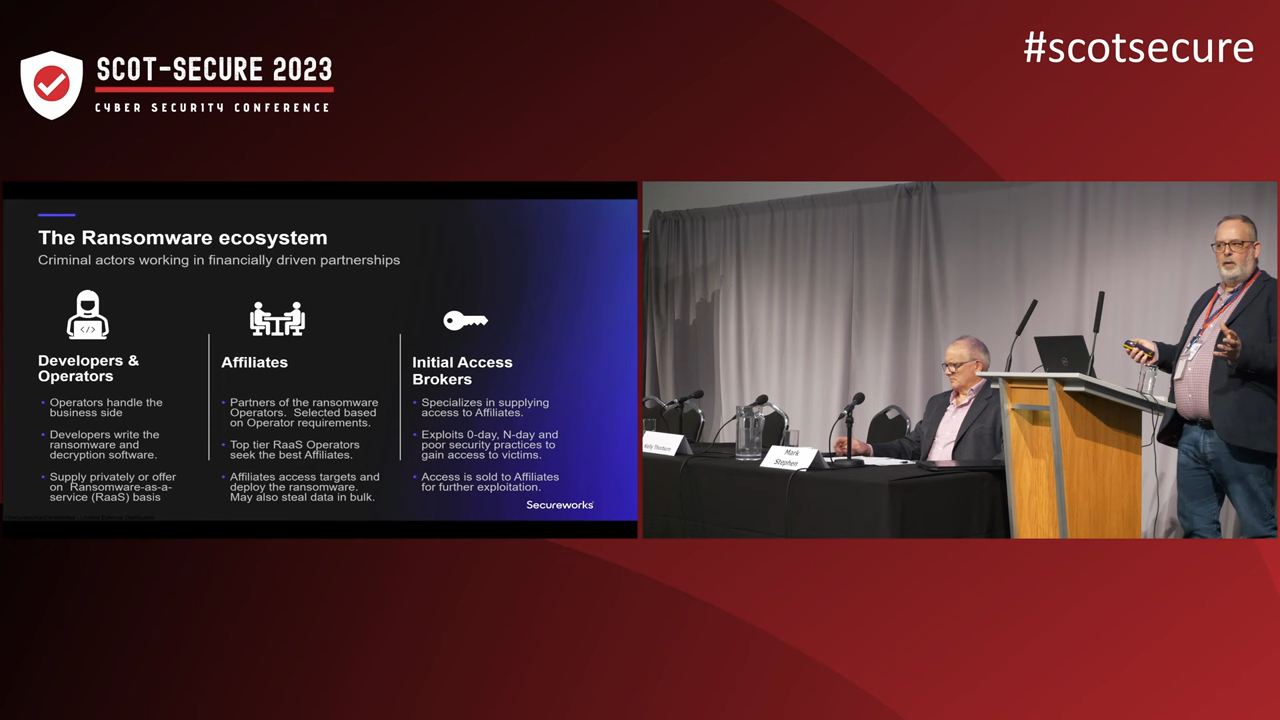 #scotsecure
SCOT-SECURE 2023
CYBER SECURITY CONFERENCE
The Ransomware ecosystem
Criminal actors working in financially driven partnerships
</>
Developers &
Operators
Operators handle the
business side
Developers write the
ransomware and
decryption software.
Supply privately or offer
on Ransomware-as-a-
service (RaaS) basis
Affiliates
Partners of the ransomware
Operators. Selected based
on Operator requirements.
Top tier RaaS Operators
seek the best Affiliates.
Affiliates access targets and
deploy the ransomware.
May also steal data in bulk.
Initial Access
Brokers
Specializes in supplying
access to Affiliates.
Exploits 0-day, N-day and
poor security practices to
gain access to victims.
Access is sold to Affiliates
for further exploitation.
Secureworks
Kelly Thorburn
Mark
Stephen